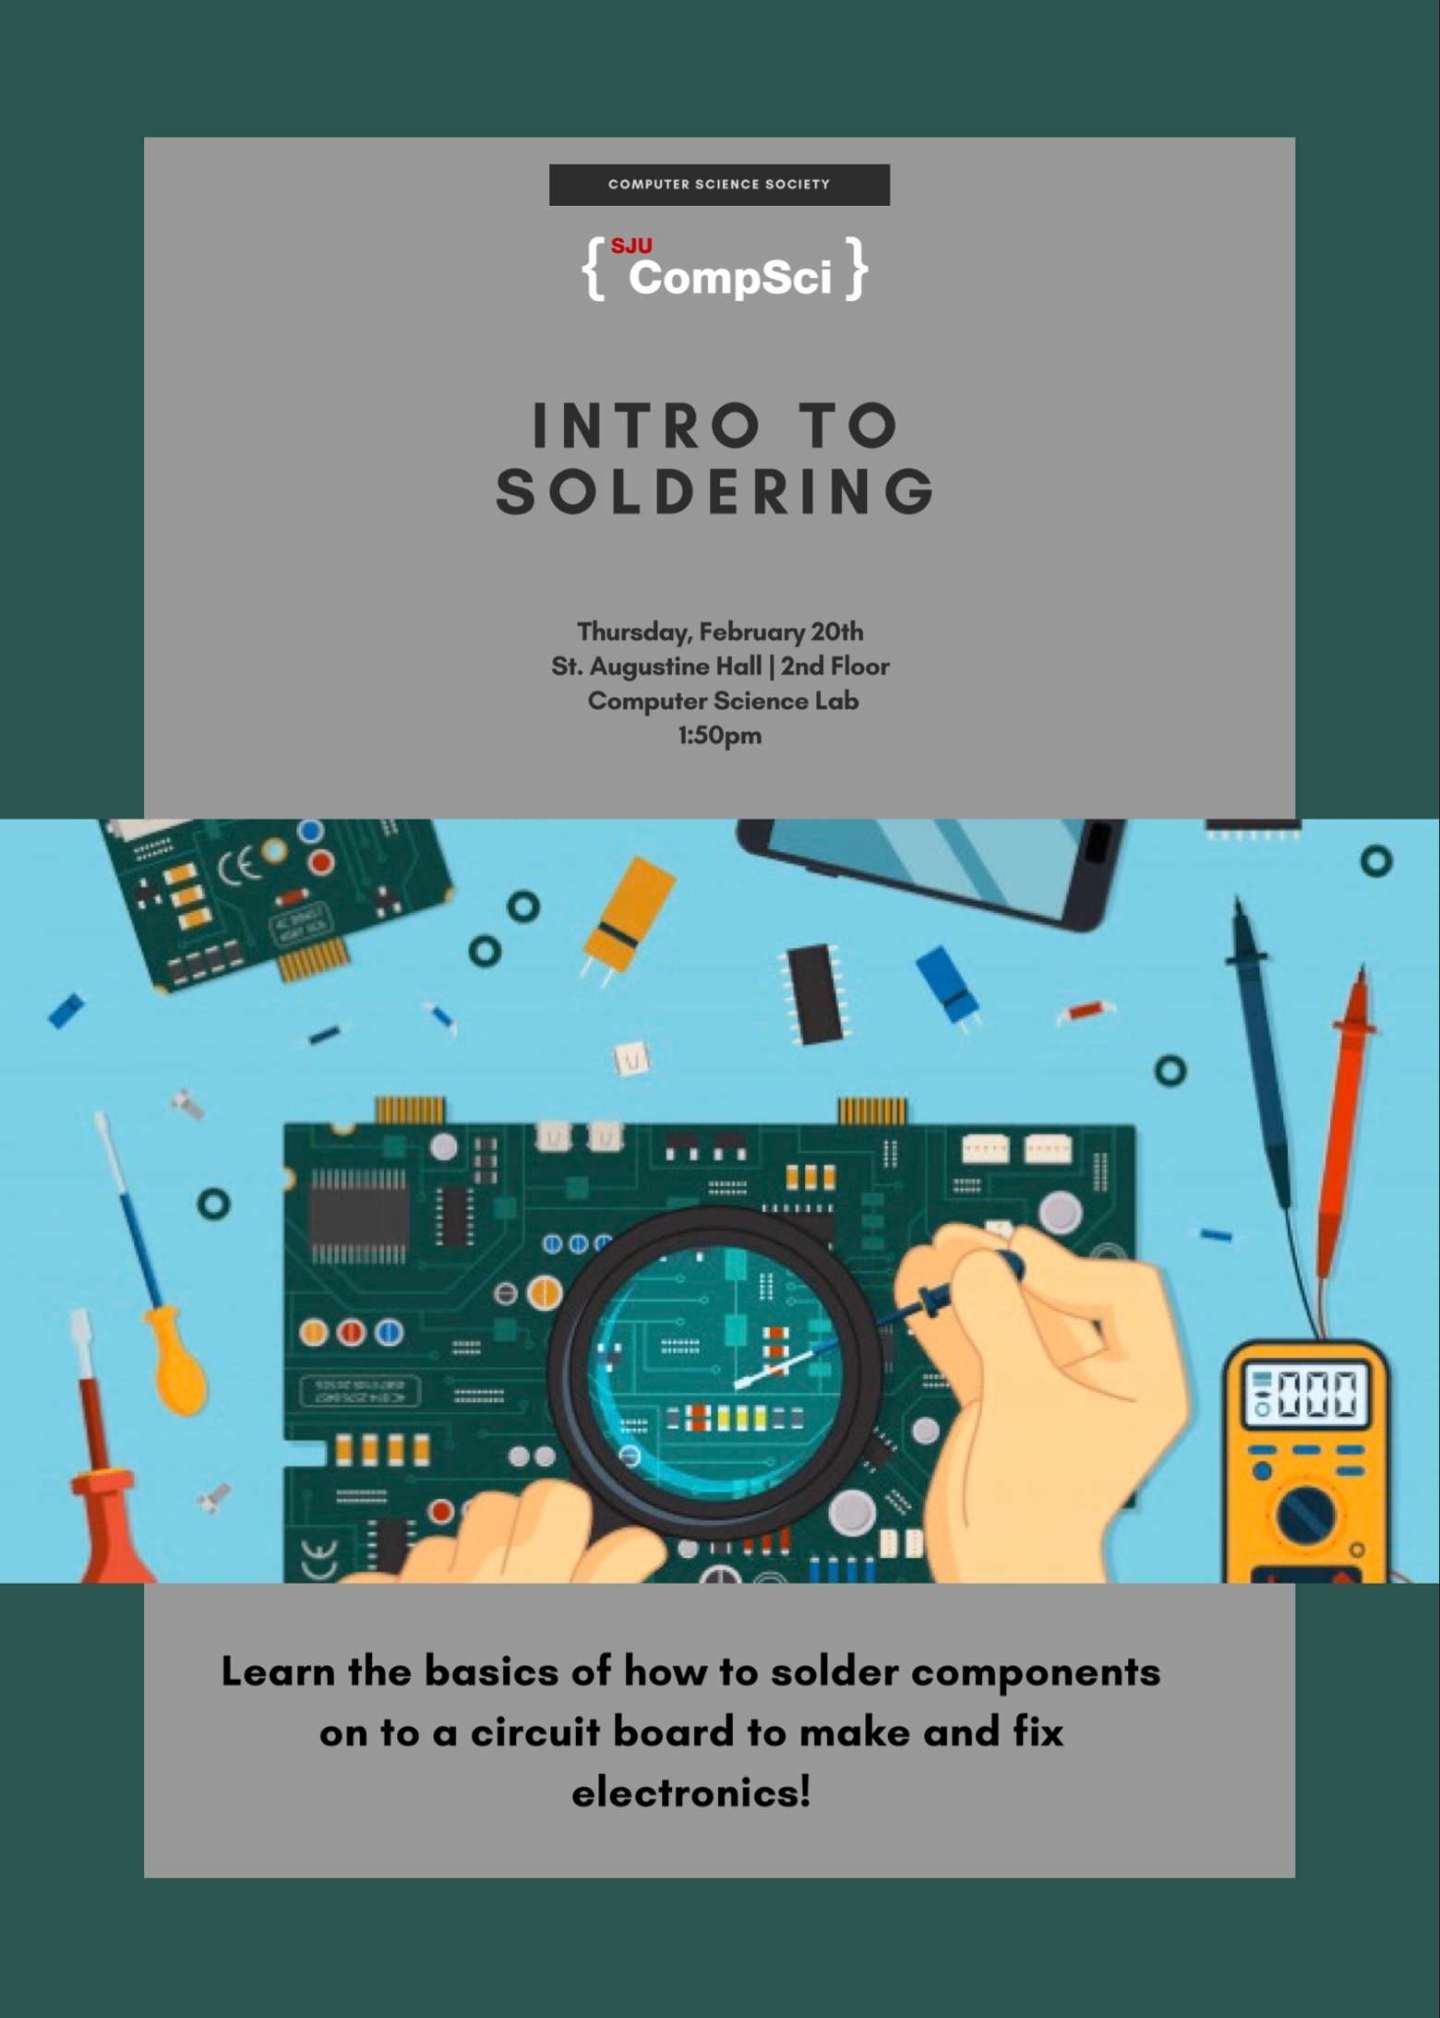 COMPUTER SCIENCE SOCIETY
{ SJU
CompSci }
INTRO TO
SOLDERING
Thursday, February 20th
St. Augustine Hall | 2nd Floor
Computer Science Lab
1:50pm
CE
Learn the basics of how to solder components
on to a circuit board to make and fix
electronics!